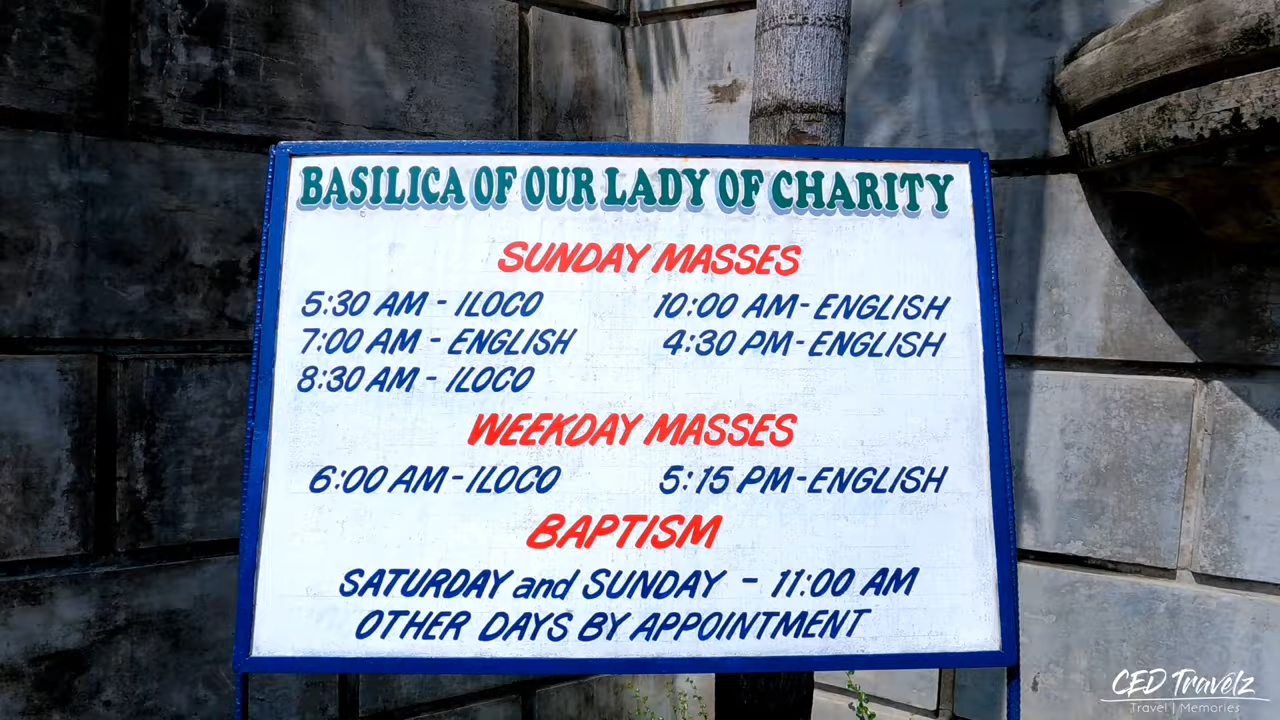 BASILICA OF OUR LADY OF CHARITY
SUNDAY MASSES
5:30 AM - ILOCO
7:00 AM - ENGLISH
8:30 AM - ILOCO
10:00 AM - ENGLISH
4:30 PM - ENGLISH
WEEKDAY MASSES
6:00 AM - ILOCO
5:15 PM - ENGLISH
BAPTISM
SATURDAY and SUNDAY - 11:00 AM
OTHER DAYS BY APPOINTMENT
CED Travelz
Travel | Memories